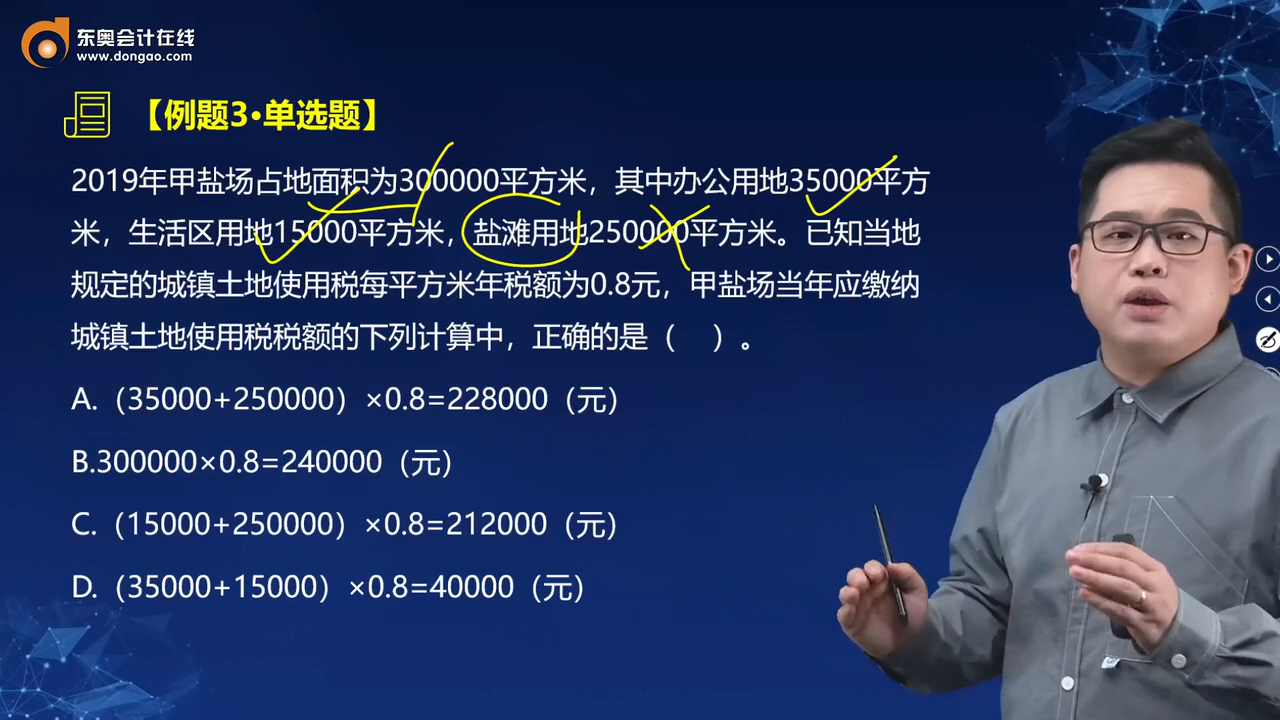 东奥会计在线
www.dongao.com
【例题3•单选题】
2019年甲盐场占地面积为300000平方米，其中办公用地35000平方
米，生活区用地15000平方米，盐滩用地250000平方米。已知当地
规定的城镇土地使用税每平方米年税额为0.8元，甲盐场当年应缴纳
城镇土地使用税税额的下列计算中，正确的是（　）。
A.（35000+250000）×0.8=228000（元）
B.300000×0.8=240000（元）
C.（15000+250000）×0.8=212000（元）
D.（35000+15000）×0.8=40000（元）